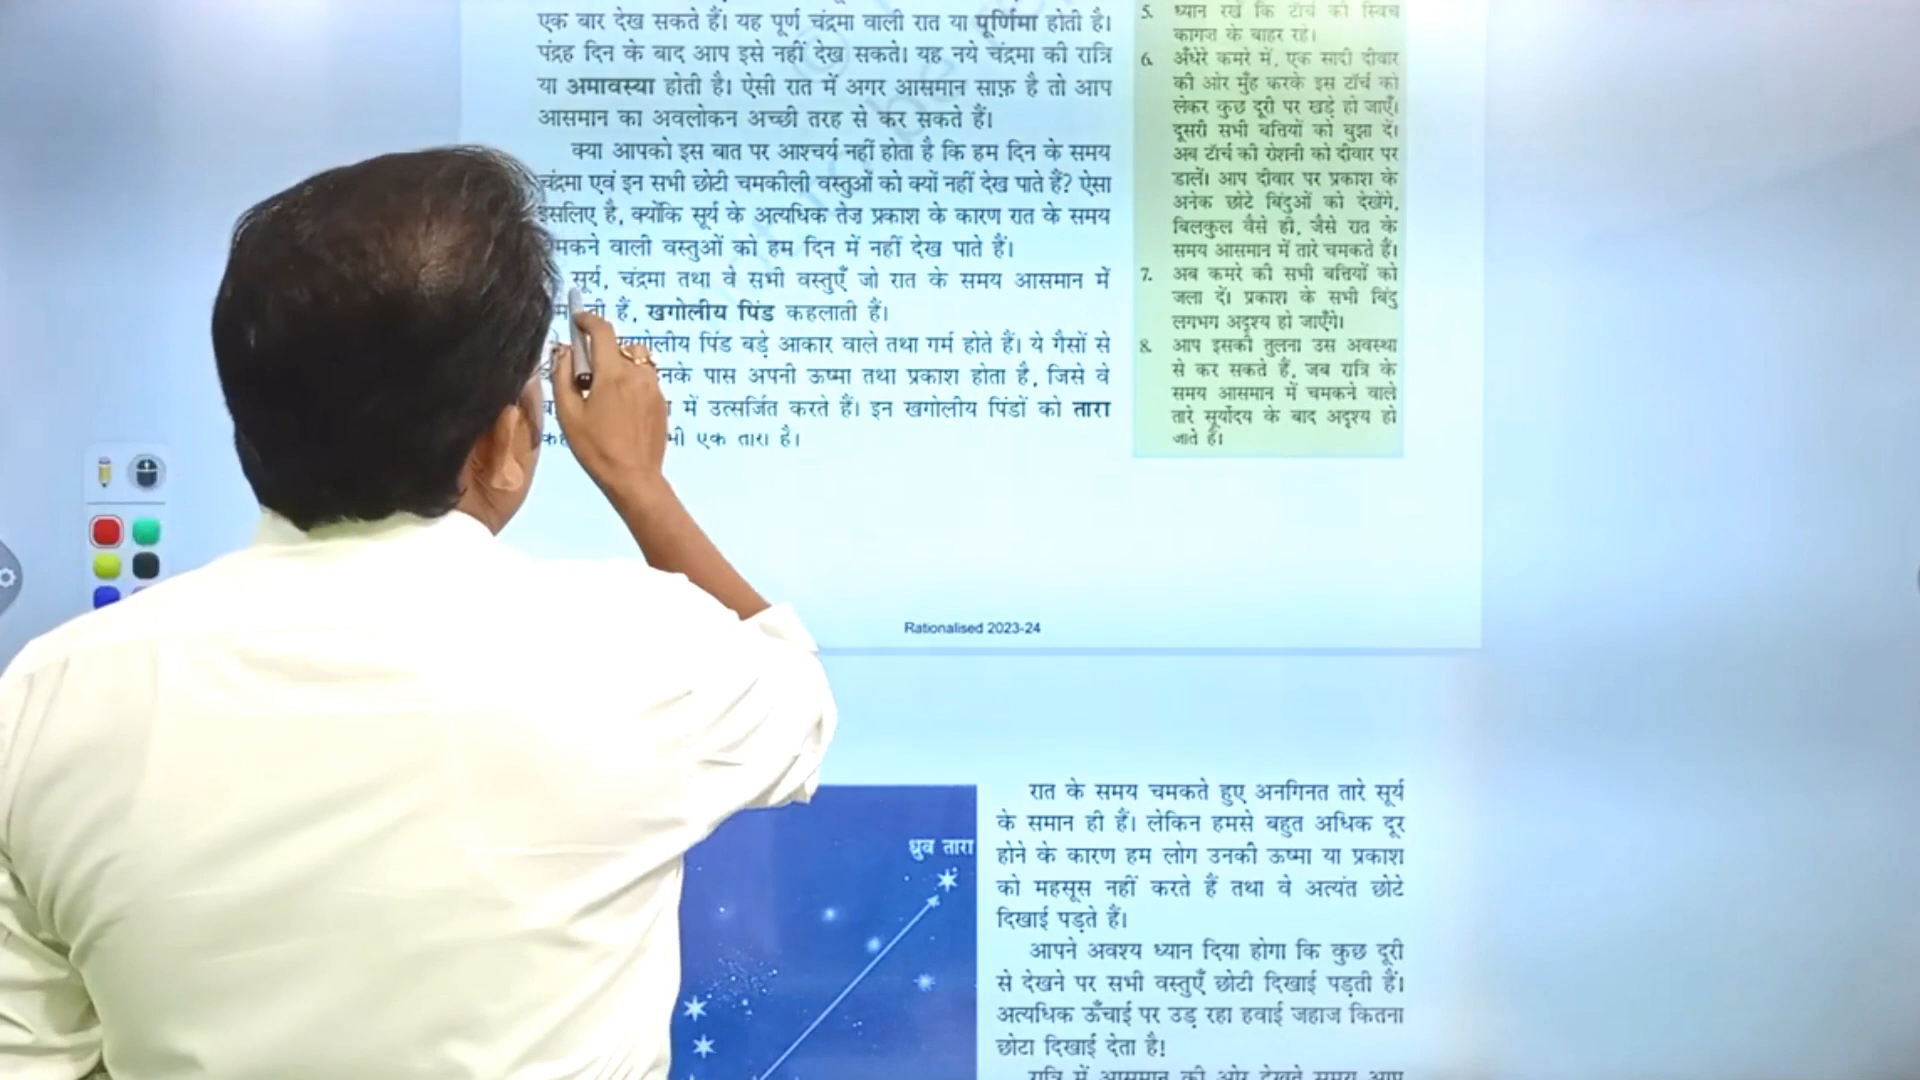 एक बार देख सकते हैं। यह पूर्ण चंद्रमा वाली रात या पूर्णिमा होती है।
पंद्रह दिन के बाद आप इसे नहीं देख सकते। यह नये चंद्रमा की रात्रि
या अमावस्या होती है। ऐसी रात में अगर आसमान साफ़ है तो आप
आसमान का अवलोकन अच्छी तरह से कर सकते हैं।
क्या आपको इस बात पर आश्चर्य नहीं होता है कि हम दिन के समय
चंद्रमा एवं इन सभी छोटी चमकीली वस्तुओं को क्यों नहीं देख पाते हैं? ऐसा
इसलिए है, क्योंकि सूर्य के अत्यधिक तेज प्रकाश के कारण रात के समय
मकने वाली वस्तुओं को हम दिन में नहीं देख पाते हैं।
सूर्य, चंद्रमा तथा वे सभी वस्तुएँ जो रात के समय आसमान में
हैं, खगोलीय पिंड कहलाती हैं।
खगोलीय पिंड बड़े आकार वाले तथा गर्म होते हैं। ये गैसों से
नके पास अपनी ऊष्मा तथा प्रकाश होता है, जिसे वे
में उत्सर्जित करते हैं। इन खगोलीय पिंडों को तारा
भी एक तारा है।
5. ध्यान रखें कि टॉर्च का स्विच
कागज़ के बाहर रहे।
6. अँधेरे कमरे में, एक सादी दीवार
की ओर मुँह करके इस टॉर्च को
लेकर कुछ दूरी पर खड़े हो जाएँ।
दूसरी सभी बत्तियों को बुझा दें।
अब टॉर्च की रोशनी को दीवार पर
डालें। आप दीवार पर प्रकाश के
अनेक छोटे बिंदुओं को देखेंगे,
बिलकुल वैसे ही, जैसे रात के
समय आसमान में तारे चमकते हैं।
7. अब कमरे की सभी बत्तियों को
जला दें। प्रकाश के सभी बिंदु
लगभग अदृश्य हो जाएँगे।
8. आप इसकी तुलना उस अवस्था
से कर सकते हैं, जब रात्रि के
समय आसमान में चमकने वाले
तारे सूर्योदय के बाद अदृश्य हो
जाते हैं।
Rationalised 2023-24
ध्रुव तारा
रात के समय चमकते हुए अनगिनत तारे सूर्य
के समान ही हैं। लेकिन हमसे बहुत अधिक दूर
होने के कारण हम लोग उनकी ऊष्मा या प्रकाश
को महसूस नहीं करते हैं तथा वे अत्यंत छोटे
दिखाई पड़ते हैं।
आपने अवश्य ध्यान दिया होगा कि कुछ दूरी
से देखने पर सभी वस्तुएँ छोटी दिखाई पड़ती हैं।
अत्यधिक ऊँचाई पर उड़ रहा हवाई जहाज कितना
छोटा दिखाई देता है!
रात्रि में आसमान की ओर देखते समय आप